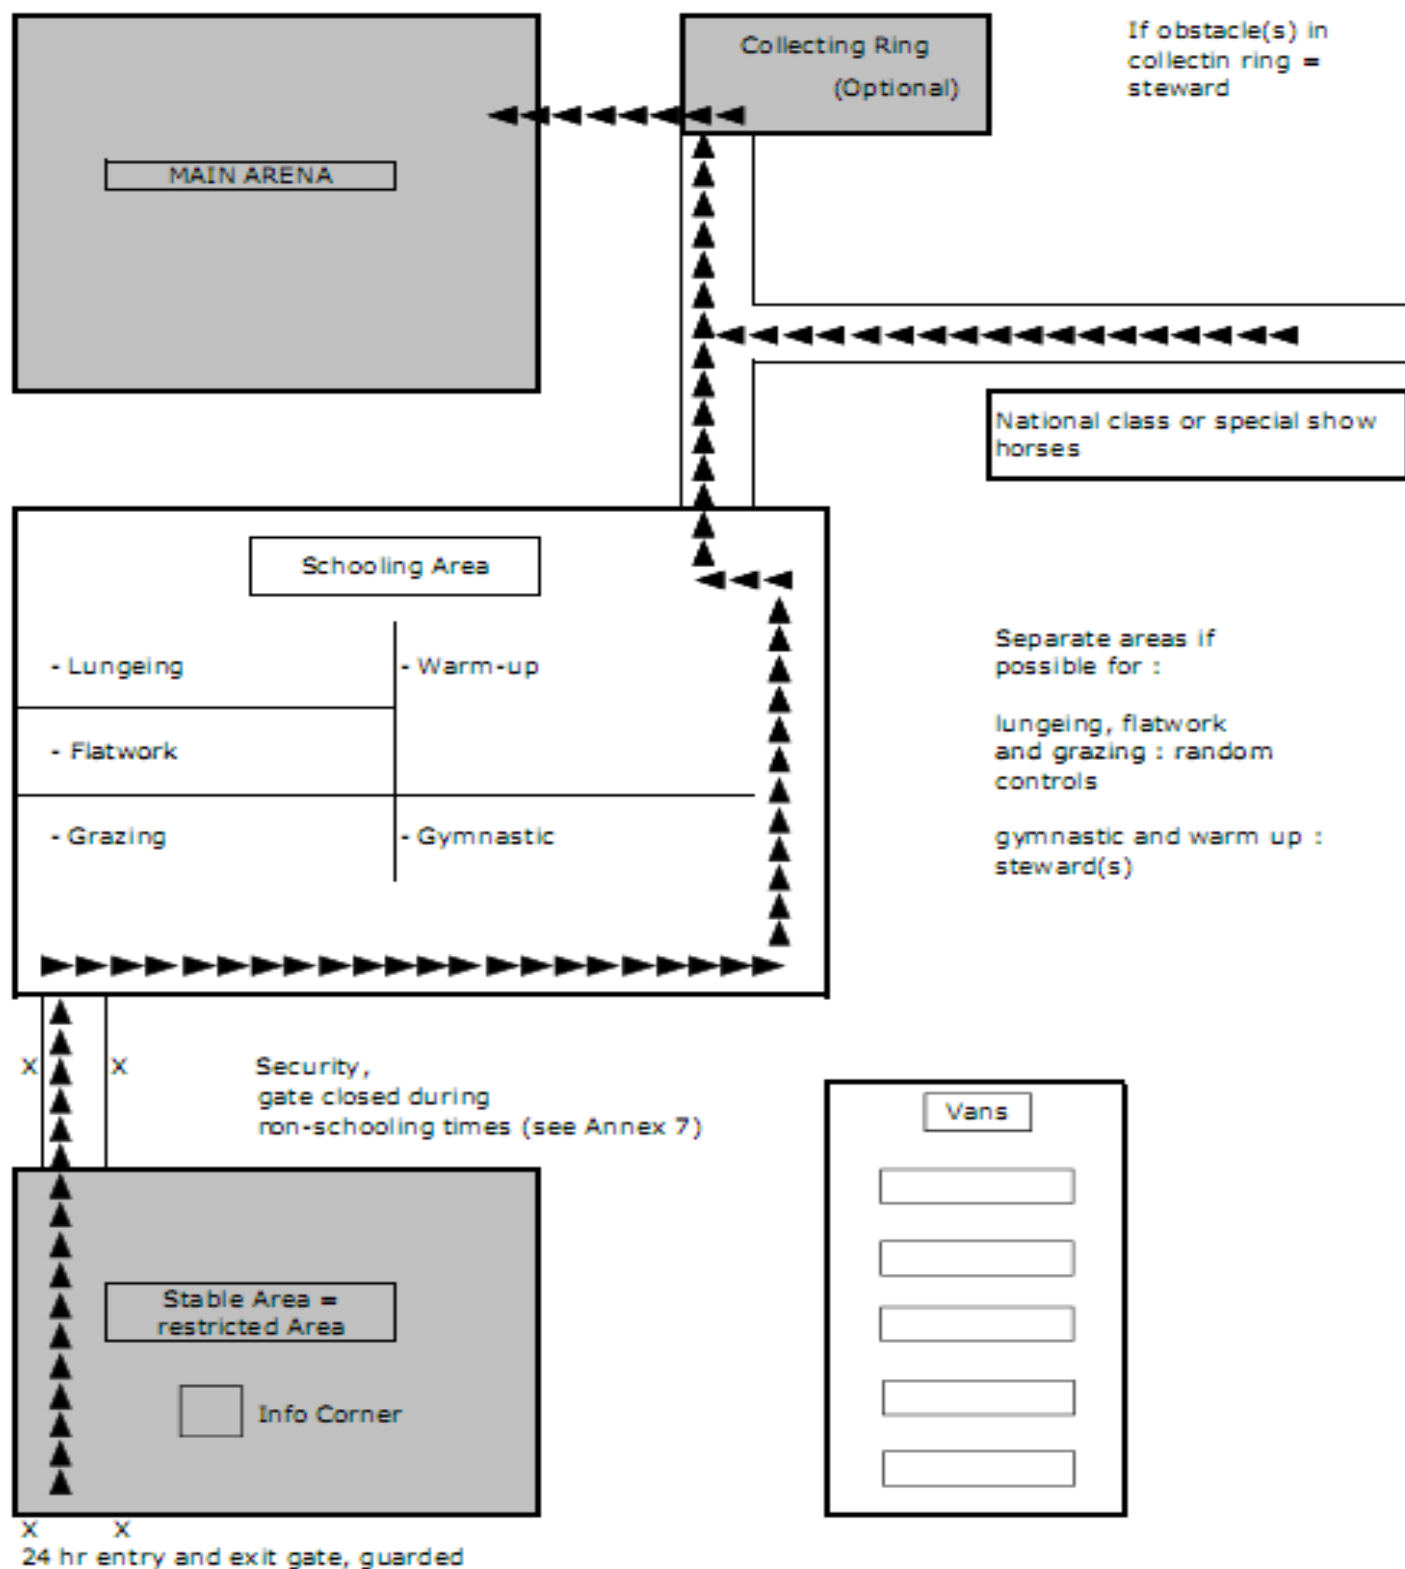 Collecting Ring
(Optional)
If obstacle(s) in
collectin ring =
steward
MAIN ARENA
National class or special show
horses
Schooling Area
- Lungeing
- Warm-up
- Flatwork
- Grazing
- Gymnastic
Separate areas if
possible for :
lungeing, flatwork
and grazing : random
controls
gymnastic and warm up :
steward(s)
X X
Security,
gate closed during
non-schooling times (see Annex 7)
Vans
Stable Area =
restricted Area
Info Corner
X X
24 hr entry and exit gate, guarded